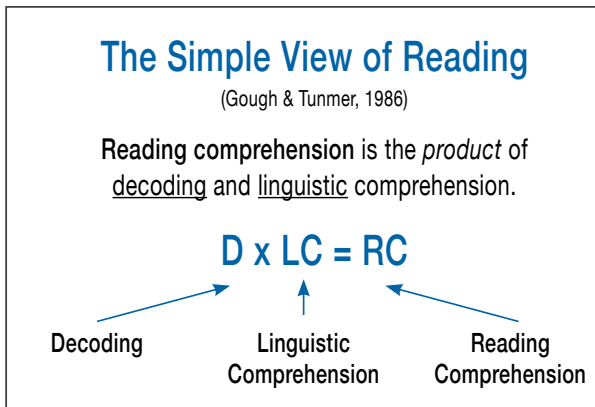 The Simple View of Reading
(Gough & Tunmer, 1986)
Reading comprehension is the product of
decoding and linguistic comprehension.
D x LC = RC
Decoding
Linguistic
Comprehension
Reading
Comprehension